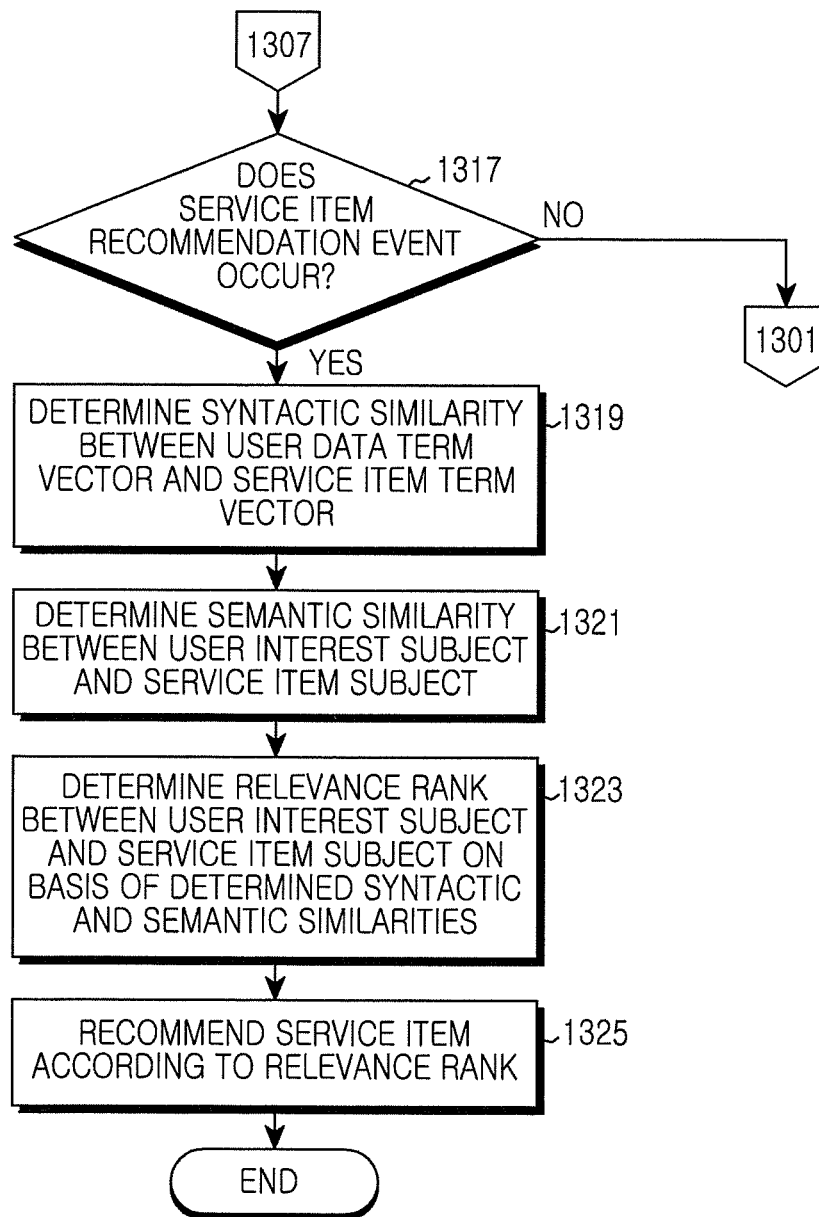 1307
DOES
SERVICE ITEM
RECOMMENDATION EVENT
OCCUR?
1317
NO
1301
YES
DETERMINE SYNTACTIC SIMILARITY
BETWEEN USER DATA TERM
VECTOR AND SERVICE ITEM TERM
VECTOR
1319
DETERMINE SEMANTIC SIMILARITY
BETWEEN USER INTEREST SUBJECT
AND SERVICE ITEM SUBJECT
1321
DETERMINE RELEVANCE RANK
BETWEEN USER INTEREST SUBJECT
AND SERVICE ITEM SUBJECT ON
BASIS OF DETERMINED SYNTACTIC
AND SEMANTIC SIMILARITIES
1323
RECOMMEND SERVICE ITEM
ACCORDING TO RELEVANCE RANK
1325
END